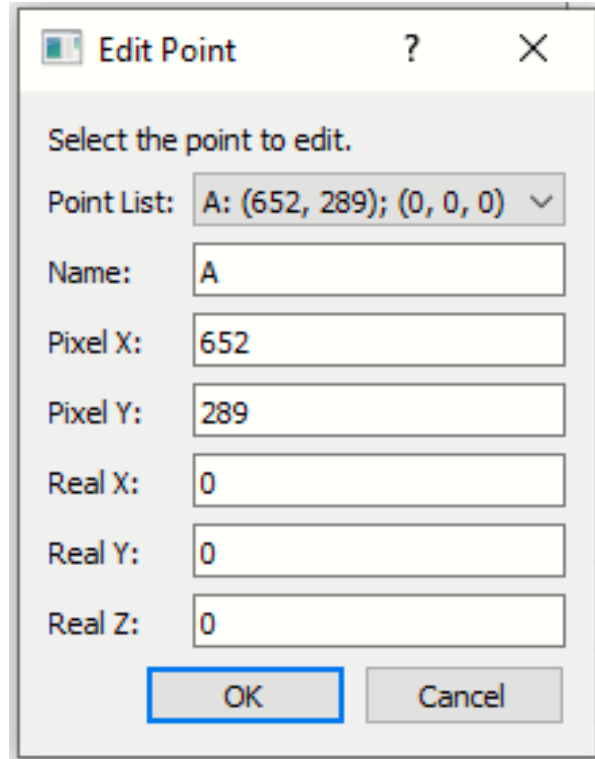 Edit Point ?
Select the point to edit.
Point List: A: (652, 289); (0, 0, 0)
Name: A
Pixel X: 652
Pixel Y: 289
Real X: 0
Real Y: 0
Real Z: 0
OK Cancel